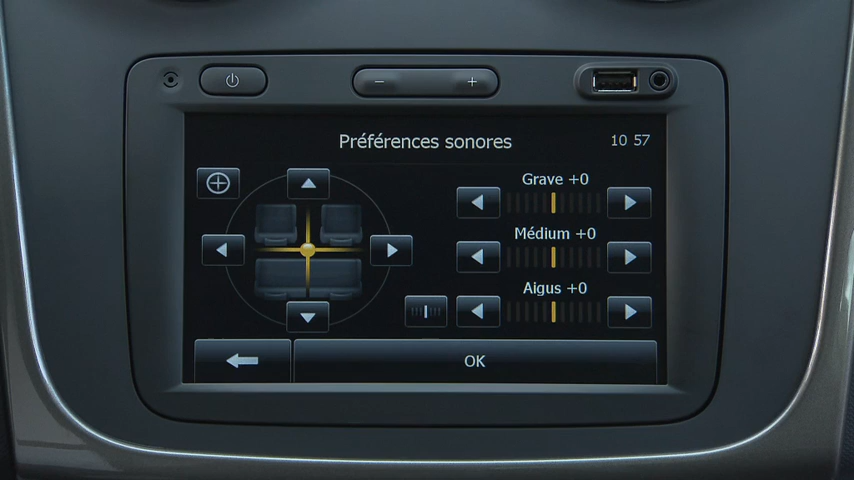 Préférences sonores
10 57
Grave +0
Médium +0
Aigus +0
OK